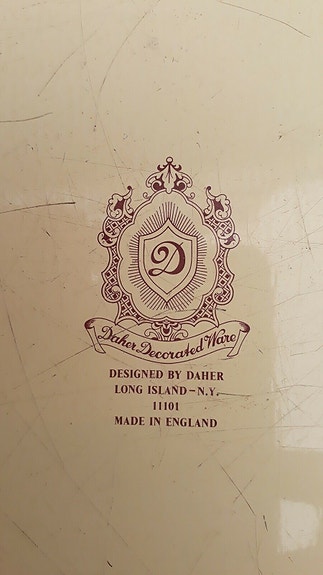 D
Daher Decorated Ware
DESIGNED BY DAHER
LONG ISLAND-N.Y.
11101
MADE IN ENGLAND